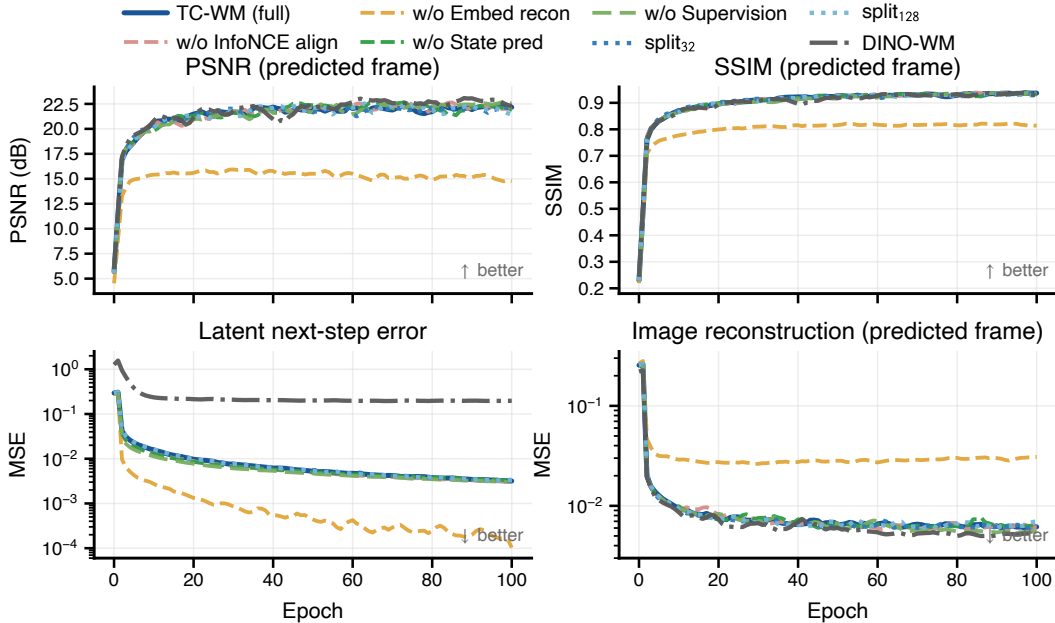 TC-WM (full)
w/o Embed recon
w/o Supervision
split₁₂₈
w/o InfoNCE align
w/o State pred
split₃₂
DINO-WM
PSNR (predicted frame)
SSIM (predicted frame)
22.5
20.0
17.5
15.0
12.5
10.0
7.5
5.0
PSNR (dB)
↑ better
0.9
0.8
0.7
0.6
0.5
0.4
0.3
0.2
SSIM
↑ better
Latent next-step error
Image reconstruction (predicted frame)
10⁰
10⁻¹
10⁻²
10⁻³
10⁻⁴
MSE
↓ better
0 20 40 60 80 100
Epoch
10⁻¹
10⁻²
MSE
↓ better
0 20 40 60 80 100
Epoch